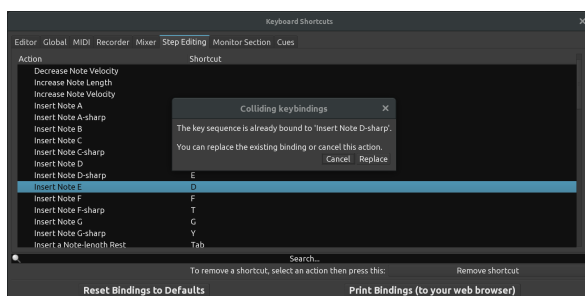 Keyboard Shortcuts
Editor Global MIDI Recorder Mixer Step Editing Monitor Section Cues
Action Shortcut
Decrease Note Velocity
Increase Note Length
Increase Note Velocity
Insert Note A
Insert Note A-sharp
Insert Note B
Insert Note C
Insert Note C-sharp
Insert Note D
Insert Note D-sharp E
Insert Note E D
Insert Note F F
Insert Note F-sharp T
Insert Note G G
Insert Note G-sharp Y
Insert a Note-length Rest Tab
Colliding keybindings
The key sequence is already bound to 'Insert Note D-sharp'.
You can replace the existing binding or cancel this action.
Cancel Replace
Search...
To remove a shortcut, select an action then press this: Remove shortcut
Reset Bindings to Defaults Print Bindings (to your web browser)